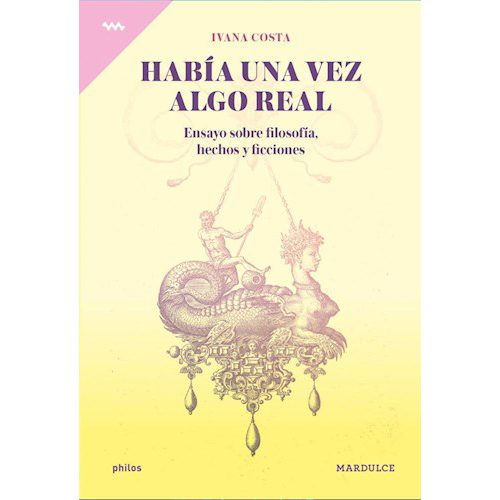 IVANA COSTA
HABÍA UNA VEZ
ALGO REAL
Ensayo sobre filosofía,
hechos y ficciones
philos
MARDULCE